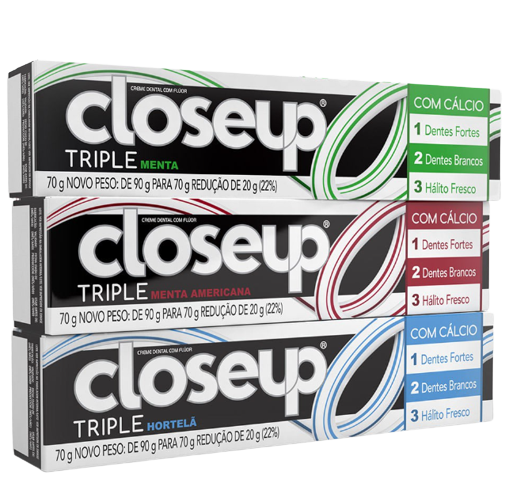 CREME DENTAL COM FLÚOR
closeup®
TRIPLE MENTA
70 g NOVO PESO: DE 90 g PARA 70 g REDUÇÃO DE 20 g (22%)
COM CÁLCIO
1 Dentes Fortes
2 Dentes Brancos
3 Hálito Fresco
CREME DENTAL COM FLÚOR
closeup®
TRIPLE MENTA AMERICANA
70 g NOVO PESO: DE 90 g PARA 70 g REDUÇÃO DE 20 g (22%)
COM CÁLCIO
1 Dentes Fortes
2 Dentes Brancos
3 Hálito Fresco
CREME DENTAL COM FLÚOR
closeup®
TRIPLE HORTELÃ
70 g NOVO PESO: DE 90 g PARA 70 g REDUÇÃO DE 20 g (22%)
COM CÁLCIO
1 Dentes Fortes
2 Dentes Brancos
3 Hálito Fresco